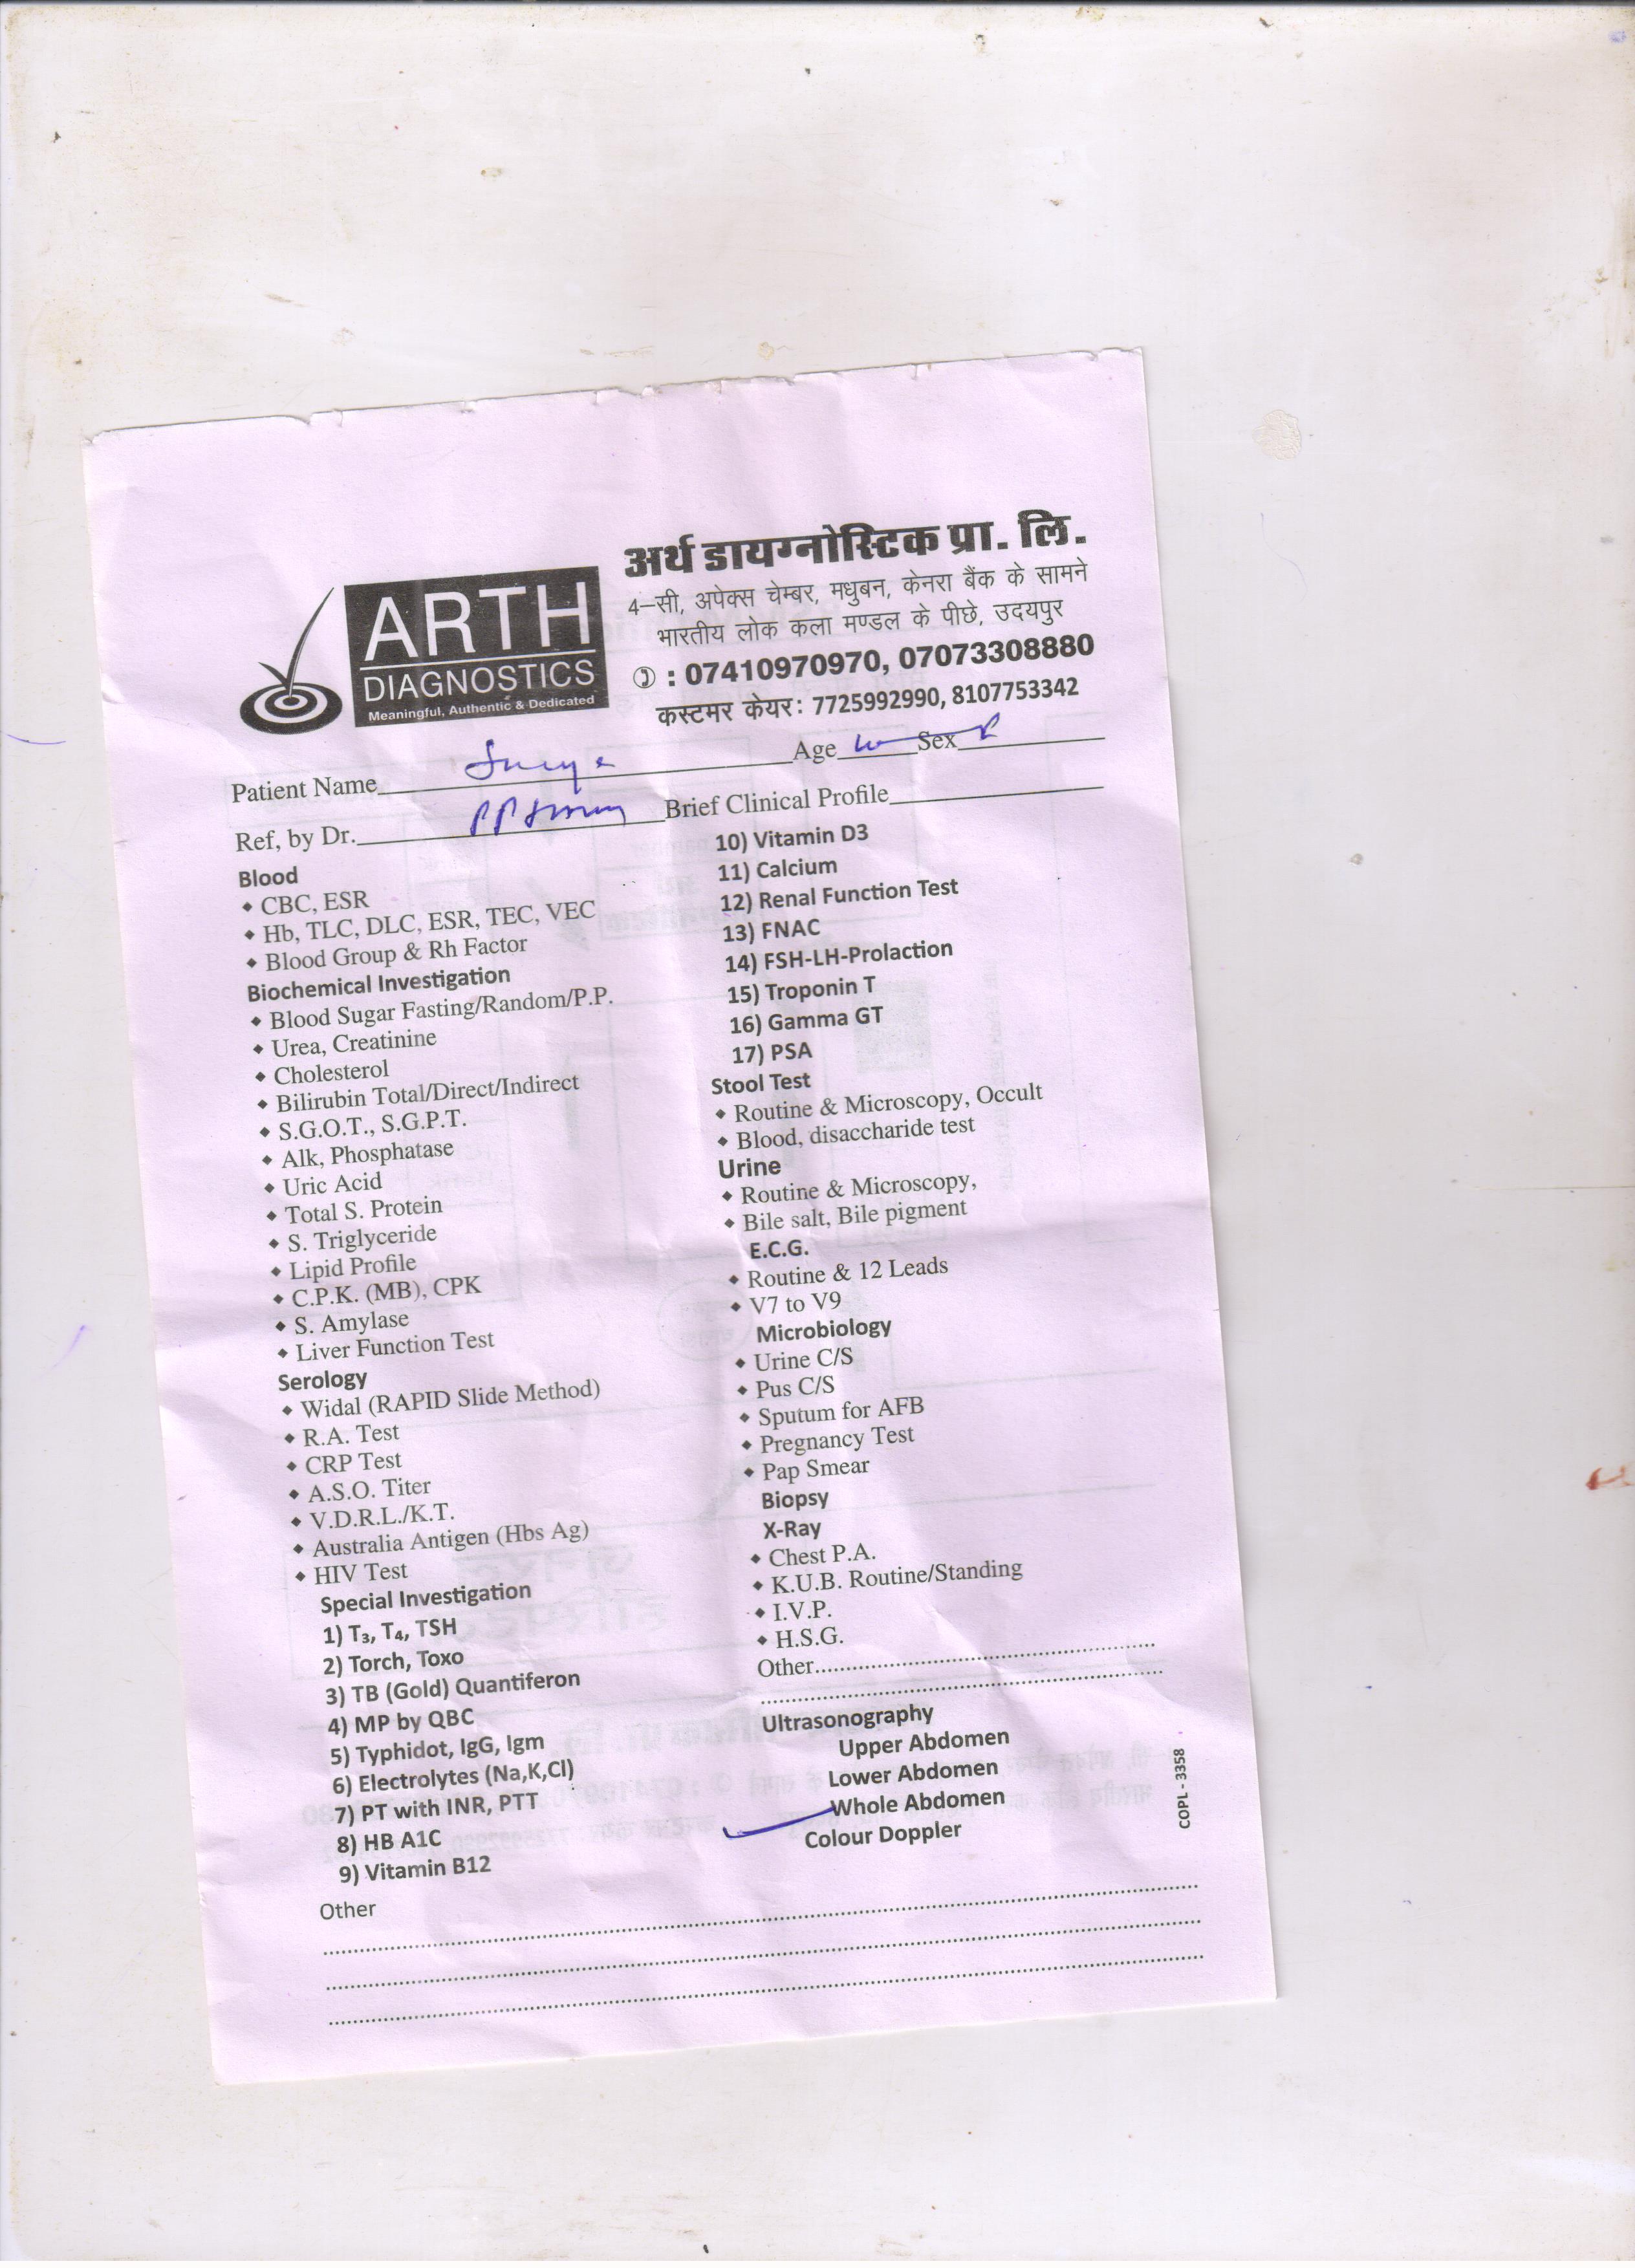 अर्थ डायग्नोस्टिक प्रा. लि.
4–सी, अपेक्स चेम्बर, मधुबन, केनरा बैंक के सामने
भारतीय लोक कला मण्डल के पीछे, उदयपुर
: 07410970970, 07073308880
कस्टमर केयर: 7725992990, 8107753342
ARTH
DIAGNOSTICS
Meaningful, Authentic & Dedicated
Patient Name Age Sex
Ref, by Dr. Brief Clinical Profile
Blood
CBC, ESR
Hb, TLC, DLC, ESR, TEC, VEC
Blood Group & Rh Factor
Biochemical Investigation
Blood Sugar Fasting/Random/P.P.
Urea, Creatinine
Cholesterol
Bilirubin Total/Direct/Indirect
S.G.O.T., S.G.P.T.
Alk, Phosphatase
Uric Acid
Total S. Protein
S. Triglyceride
Lipid Profile
C.P.K. (MB), CPK
S. Amylase
Liver Function Test
Serology
Widal (RAPID Slide Method)
R.A. Test
CRP Test
A.S.O. Titer
V.D.R.L./K.T.
Australia Antigen (Hbs Ag)
HIV Test
Special Investigation
1) T₃, T₄, TSH
2) Torch, Toxo
3) TB (Gold) Quantiferon
4) MP by QBC
5) Typhidot, IgG, Igm
6) Electrolytes (Na,K,Cl)
7) PT with INR, PTT
8) HB A1C
9) Vitamin B12
10) Vitamin D3
11) Calcium
12) Renal Function Test
13) FNAC
14) FSH-LH-Prolaction
15) Troponin T
16) Gamma GT
17) PSA
Stool Test
Routine & Microscopy, Occult
Blood, disaccharide test
Urine
Routine & Microscopy,
Bile salt, Bile pigment
E.C.G.
Routine & 12 Leads
V7 to V9
Microbiology
Urine C/S
Pus C/S
Sputum for AFB
Pregnancy Test
Pap Smear
Biopsy
X-Ray
Chest P.A.
K.U.B. Routine/Standing
I.V.P.
H.S.G.
Other
Ultrasonography
Upper Abdomen
Lower Abdomen
Whole Abdomen
Colour Doppler
COPL - 3358
Other